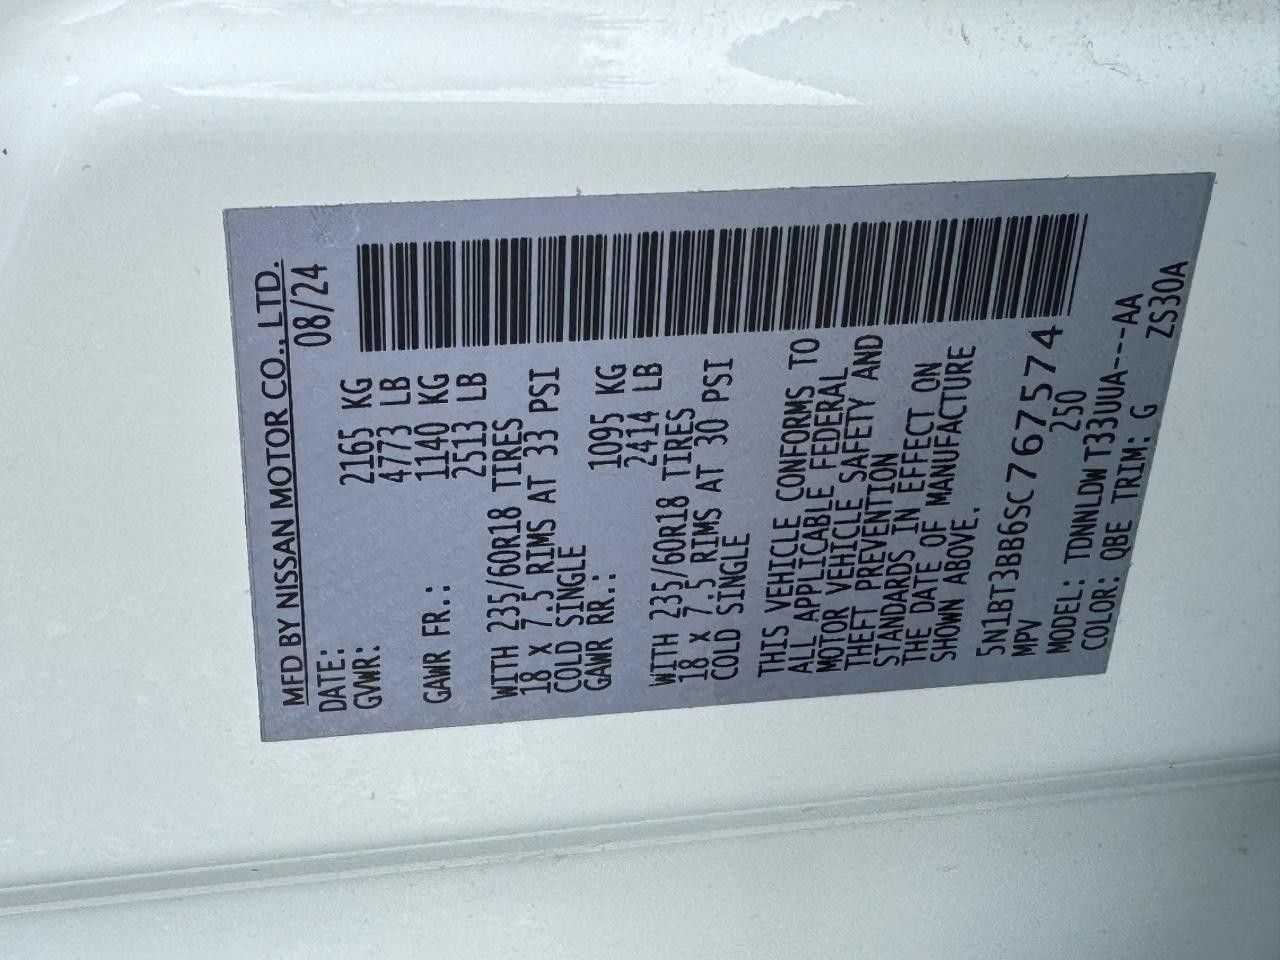 MFD BY NISSAN MOTOR CO., LTD.
DATE: 08/24
GVWR: 2165 KG
4773 LB
GAWR FR.: 1140 KG
2513 LB
WITH 235/60R18 TIRES
18 X 7.5 RIMS AT 33 PSI
COLD SINGLE
GAWR RR.: 1095 KG
2414 LB
WITH 235/60R18 TIRES
18 X 7.5 RIMS AT 30 PSI
COLD SINGLE
THIS VEHICLE CONFORMS TO
ALL APPLICABLE FEDERAL
MOTOR VEHICLE SAFETY AND
THEFT PREVENTION
STANDARDS IN EFFECT ON
THE DATE OF MANUFACTURE
SHOWN ABOVE.
5N1BT3BB6SC767574
MPV 250
MODEL: TDNNLDW T33UUA---AA
COLOR: QBE TRIM: G ZS30A